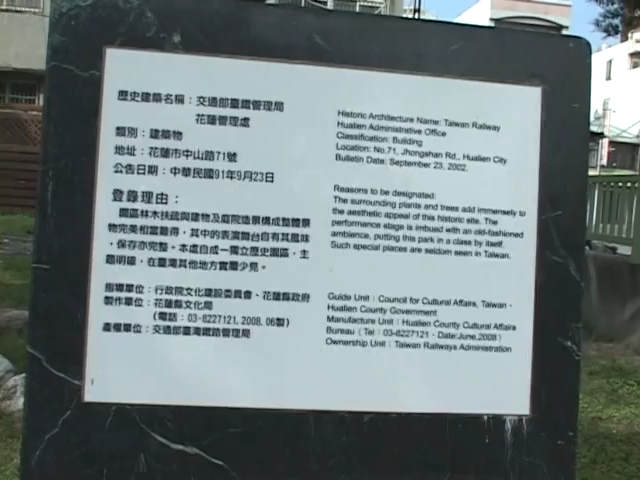 歷史建築名稱：交通部臺鐵管理局
花蓮管理處
類別：建築物
地址：花蓮市中山路71號
公告日期：中華民國91年9月23日
登錄理由：
園區林木扶疏與建物及庭院造景構成整體景
物完美相當難得，其中的表演舞台自有其風味
，保存亦完整。本處自成一獨立歷史園區，主
題明確，在臺灣其他地方實屬少見。
指導單位：行政院文化建設委員會、花蓮縣政府
製作單位：花蓮縣文化局
（電話：03-8227121,2008.06製）
產權單位：交通部臺灣鐵路管理局
Historic Architecture Name: Taiwan Railway
Hualien Administrative Office
Classification: Building
Location: No.71, Jhongshan Rd., Hualien City
Bulletin Date: September 23, 2002.
Reasons to be designated:
The surrounding plants and trees add immensely to
the aesthetic appeal of this historic site. The
performance stage is imbued with an old-fashioned
ambience, putting this park in a class by itself.
Such special places are seldom seen in Taiwan.
Guide Unit：Council for Cultural Affairs, Taiwan、
Hualien County Government
Manufacture Unit：Hualien County Cultural Affairs
Bureau（Tel：03-8227121、Date:June,2008）
Ownership Unit：Taiwan Railways Administration